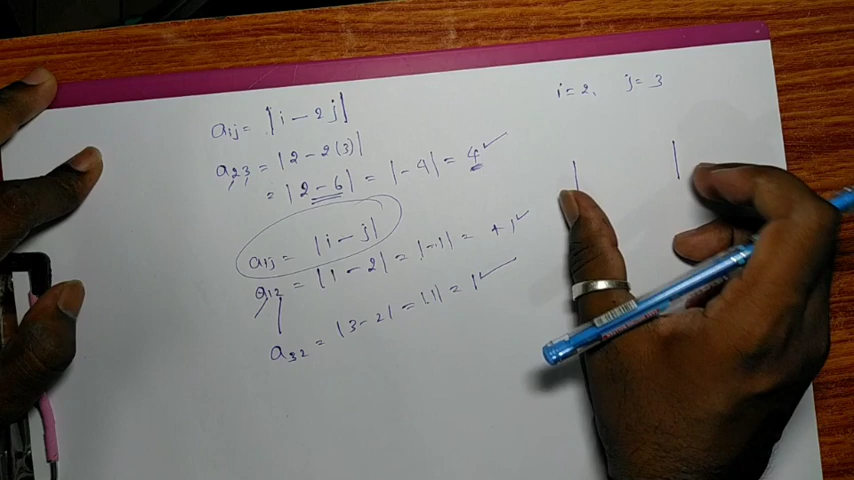 i = 2, j = 3
aij = |i - 2j|
a23 = |2 - 2(3)|
= |2 - 6| = |-4| = 4 ✓
aij = |i - j|
a12 = |1 - 2| = |-1| = +1 ✓
a32 = |3 - 2| = |1| = 1 ✓